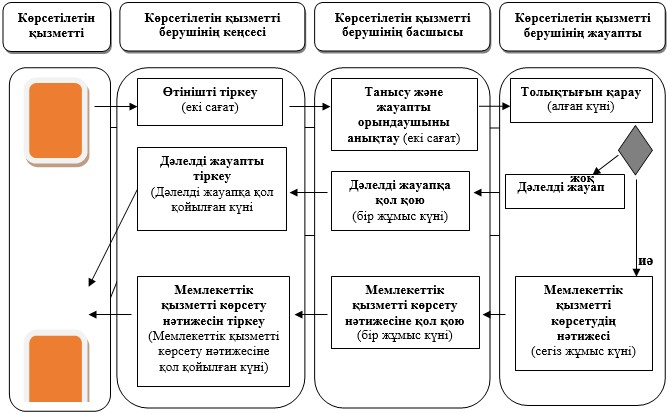 Көрсетілетін
қызметті
Көрсетілетін қызметті
берушінің кеңсесі
Көрсетілетін қызметті
берушінің басшысы
Көрсетілетін қызметті
берушінің жауапты
Өтінішті тіркеу
(екі сағат)
Танысу және
жауапты
орындаушыны
анықтау (екі сағат)
Толықтығын қарау
(алған күні)
жоқ
Дәлелді жауап
Дәлелді жауапқа
қол қою
(бір жұмыс күні)
Дәлелді жауапты
тіркеу
(Дәлелді жауапқа қол
қойылған күні
иә
Мемлекеттік
қызметті
көрсетудің
нәтижесі
(сегіз жұмыс күні)
Мемлекеттік
қызметті көрсету
нәтижесіне қол қою
(бір жұмыс күні)
Мемлекеттік
қызметті көрсету
нәтижесін тіркеу
(Мемлекеттік қызметті
көрсету нәтижесіне
қол қойылған күні)